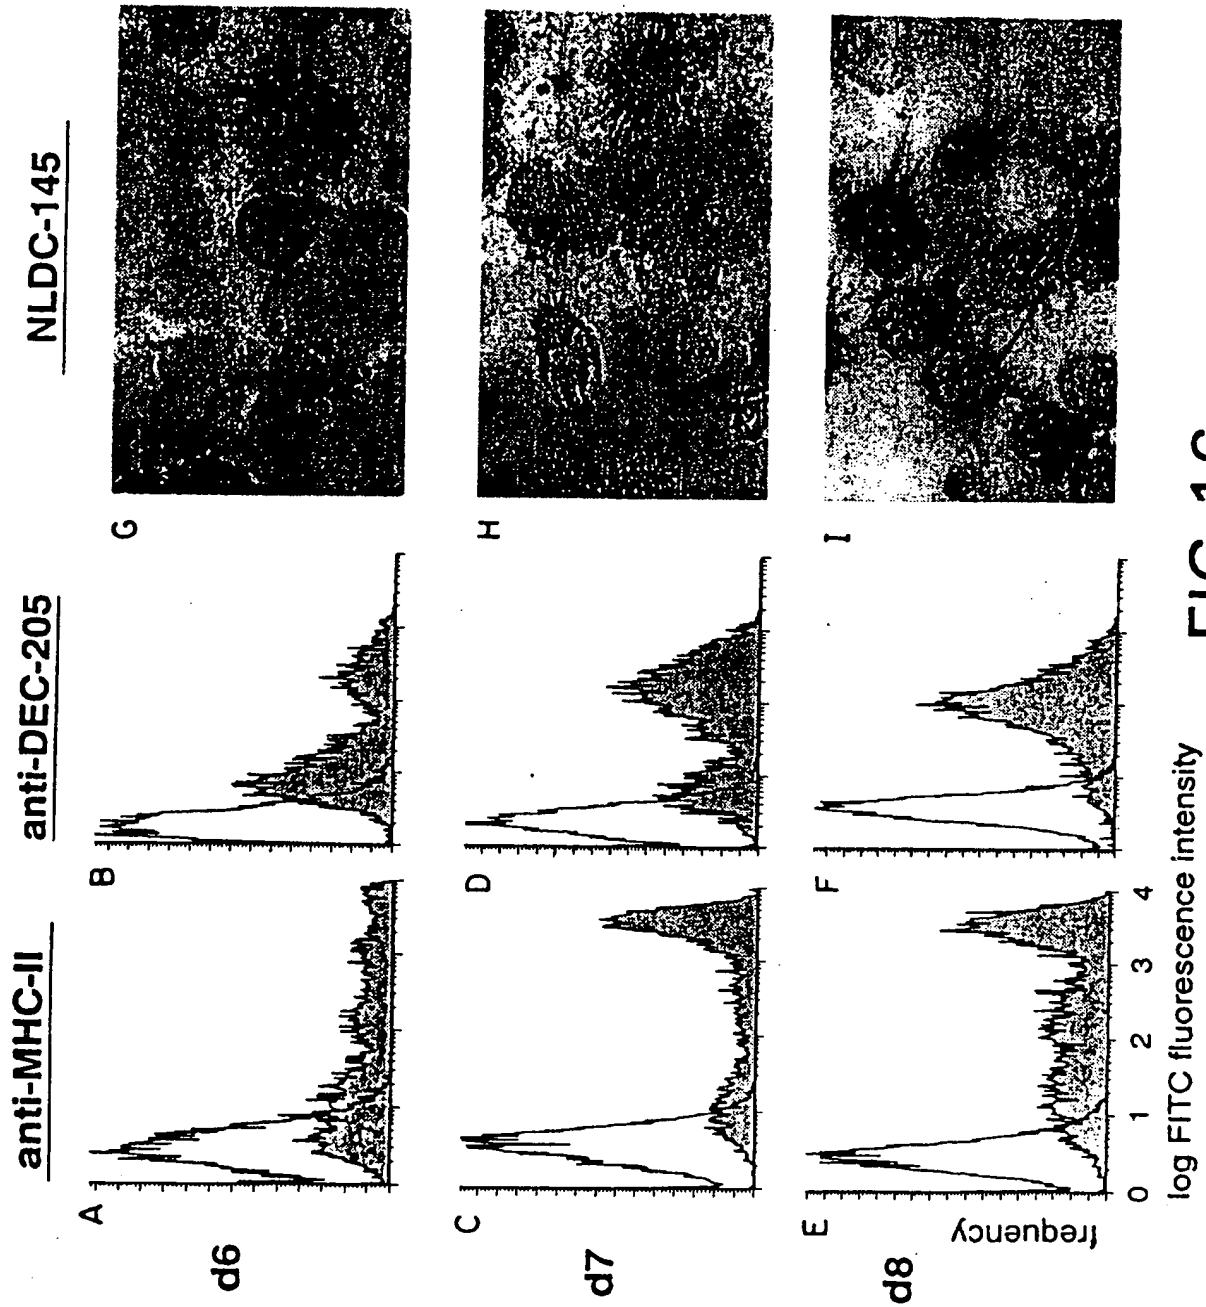 anti-MHC-II
anti-DEC-205
NLDC-145
d6
A
B
G
d7
C
D
H
d8
E
F
I
frequency
0 1 2 3 4
log FITC fluorescence intensity